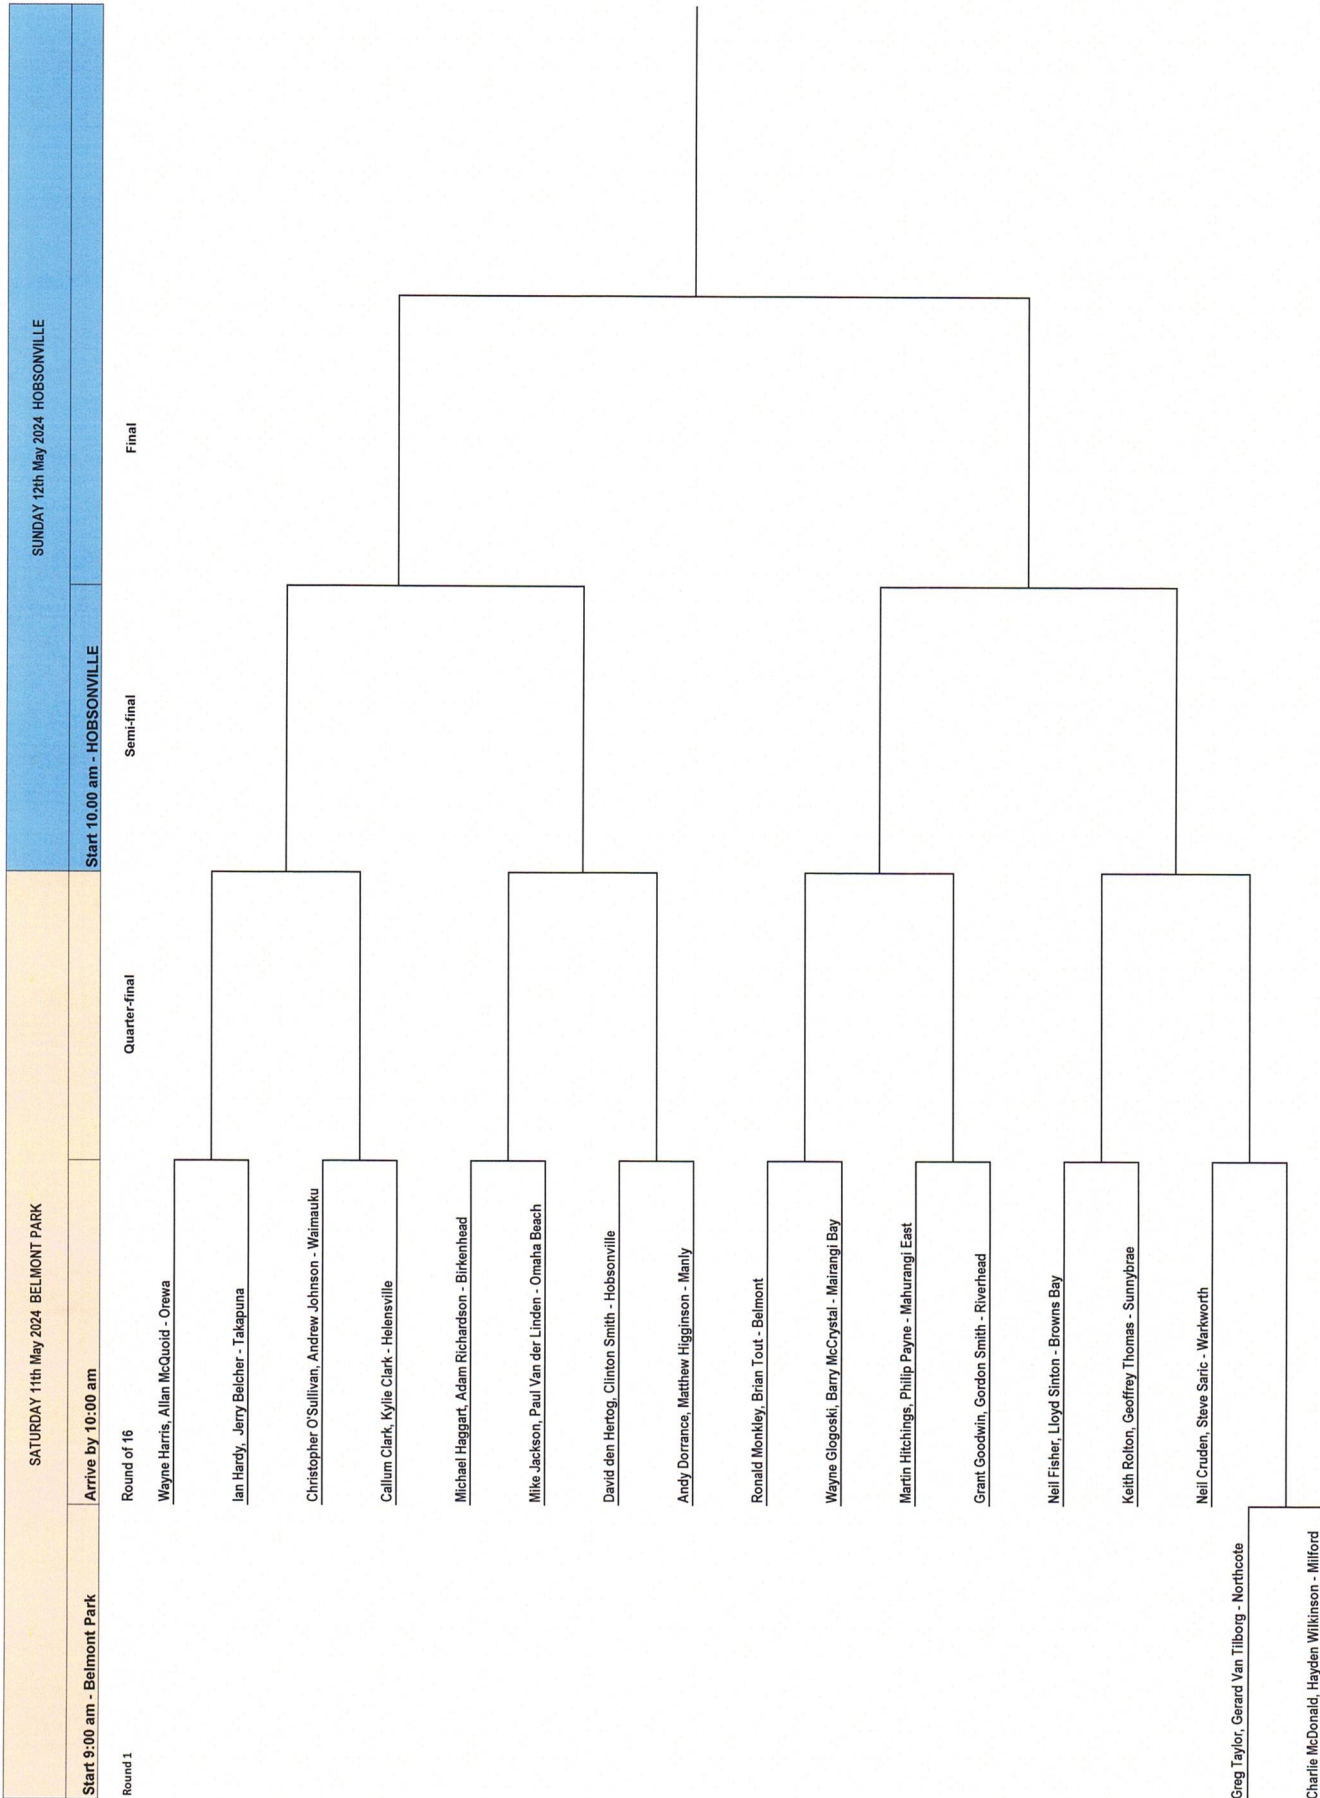 SATURDAY 11th May 2024 BELMONT PARK
SUNDAY 12th May 2024 HOBSONVILLE
Start 9:00 am - Belmont Park
Arrive by 10:00 am
Start 10.00 am - HOBSONVILLE
Round 1
Round of 16
Quarter-final
Semi-final
Final
Wayne Harris, Allan McQuoid - Orewa
Ian Hardy, Jerry Belcher - Takapuna
Christopher O'Sullivan, Andrew Johnson - Waimauku
Callum Clark, Kylie Clark - Helensville
Michael Haggart, Adam Richardson - Birkenhead
Mike Jackson, Paul Van der Linden - Omaha Beach
David den Hertog, Clinton Smith - Hobsonville
Andy Dorrance, Matthew Higginson - Manly
Ronald Monkley, Brian Tout - Belmont
Wayne Glogoski, Barry McCrystal - Mairangi Bay
Martin Hitchings, Philip Payne - Mahurangi East
Grant Goodwin, Gordon Smith - Riverhead
Neil Fisher, Lloyd Sinton - Browns Bay
Keith Rolton, Geoffrey Thomas - Sunnybrae
Neil Cruden, Steve Saric - Warkworth
Greg Taylor, Gerard Van Tilborg - Northcote
Charlie McDonald, Hayden Wilkinson - Milford